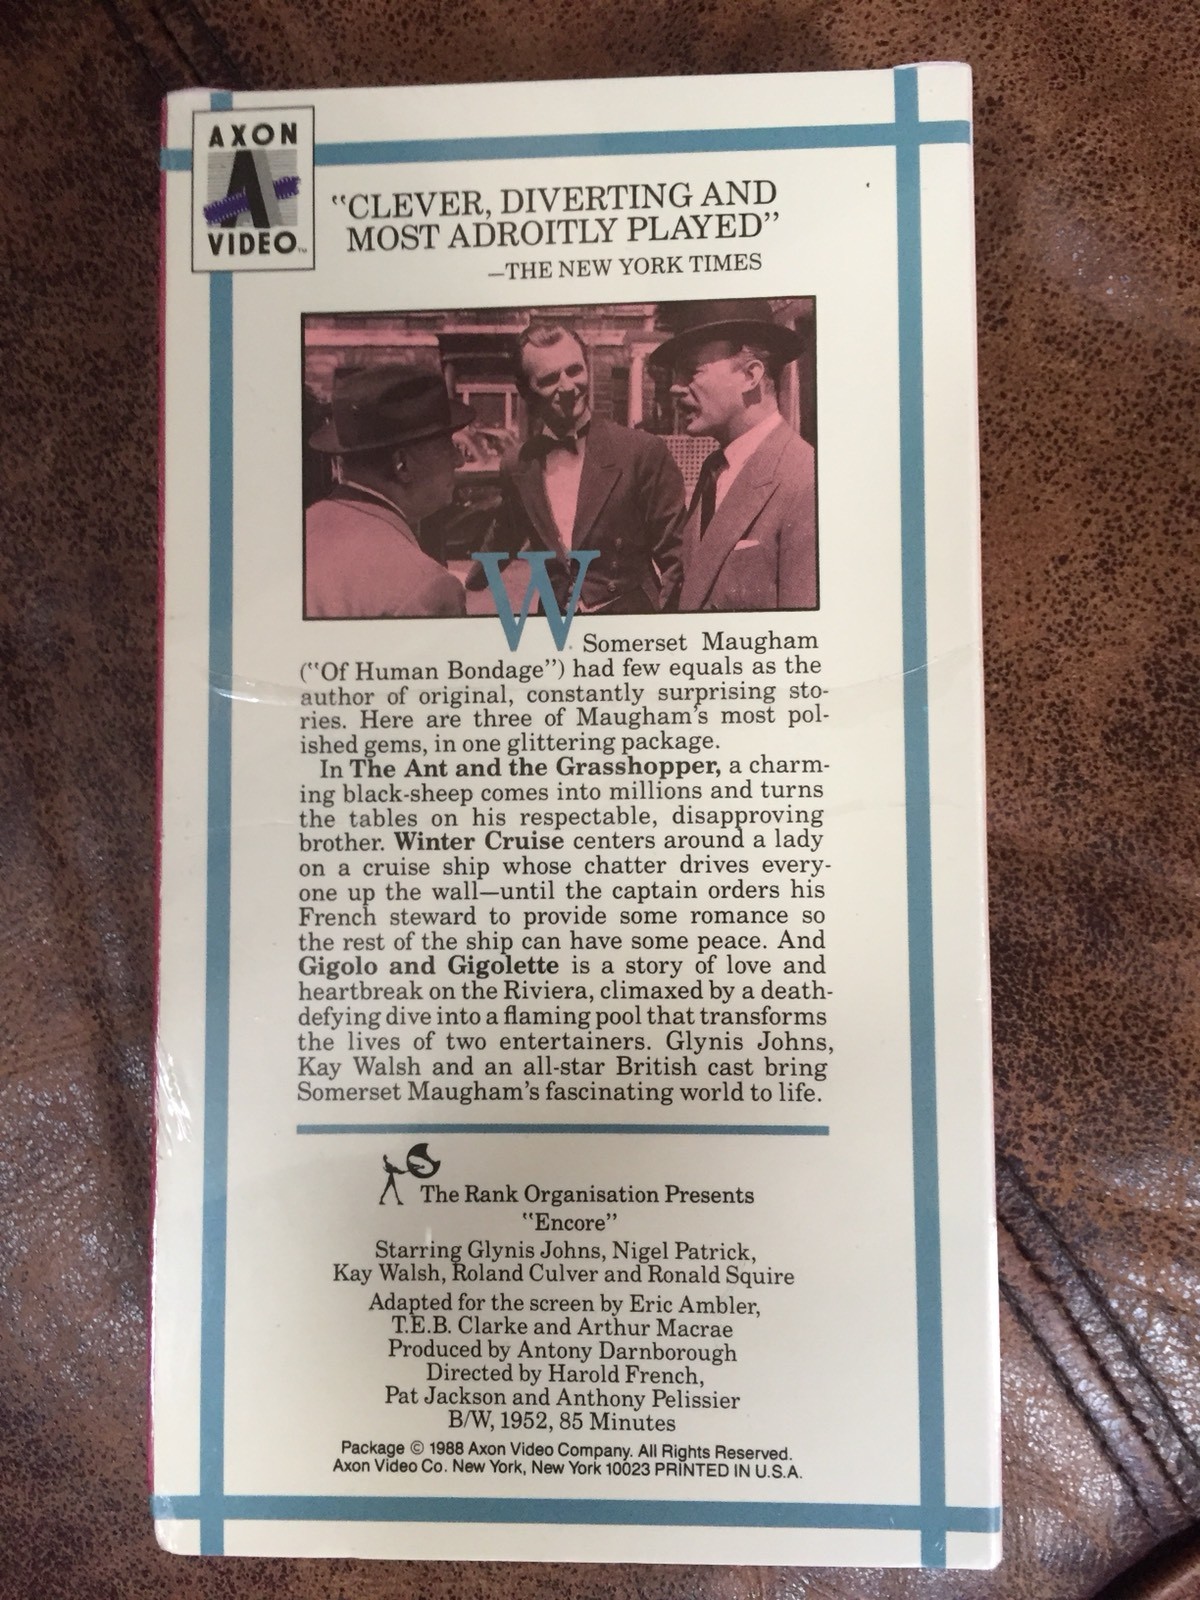 AXON
VIDEO™
“CLEVER, DIVERTING AND
MOST ADROITLY PLAYED”
—THE NEW YORK TIMES
W. Somerset Maugham
(“Of Human Bondage”) had few equals as the
author of original, constantly surprising sto-
ries. Here are three of Maugham’s most pol-
ished gems, in one glittering package.
In The Ant and the Grasshopper, a charm-
ing black-sheep comes into millions and turns
the tables on his respectable, disapproving
brother. Winter Cruise centers around a lady
on a cruise ship whose chatter drives every-
one up the wall—until the captain orders his
French steward to provide some romance so
the rest of the ship can have some peace. And
Gigolo and Gigolette is a story of love and
heartbreak on the Riviera, climaxed by a death-
defying dive into a flaming pool that transforms
the lives of two entertainers. Glynis Johns,
Kay Walsh and an all-star British cast bring
Somerset Maugham’s fascinating world to life.
The Rank Organisation Presents
“Encore”
Starring Glynis Johns, Nigel Patrick,
Kay Walsh, Roland Culver and Ronald Squire
Adapted for the screen by Eric Ambler,
T.E.B. Clarke and Arthur Macrae
Produced by Antony Darnborough
Directed by Harold French,
Pat Jackson and Anthony Pelissier
B/W, 1952, 85 Minutes
Package © 1988 Axon Video Company. All Rights Reserved.
Axon Video Co. New York, New York 10023 PRINTED IN U.S.A.